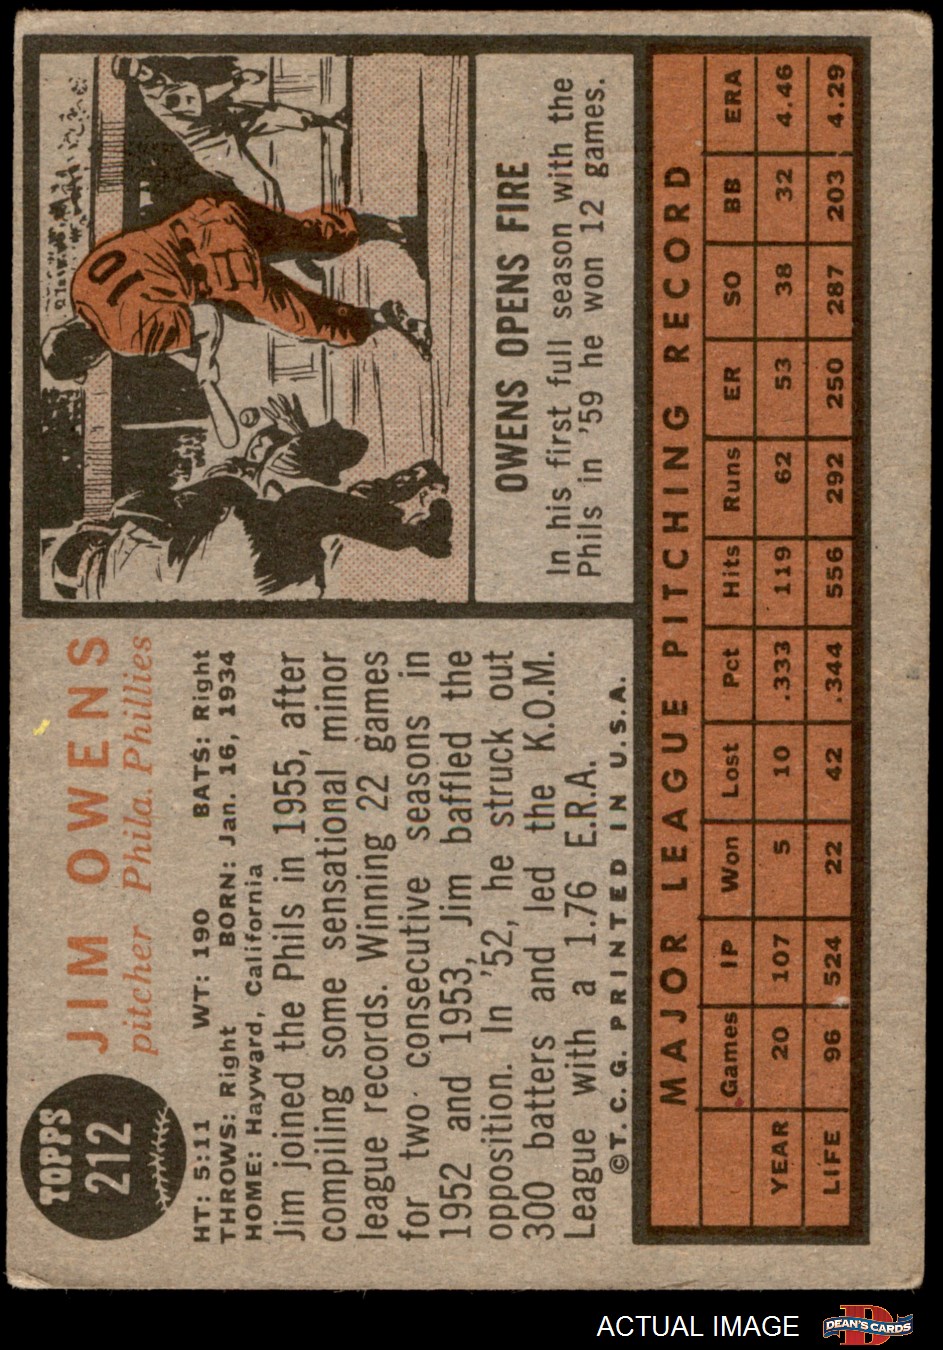 TOPPS
212
JIM OWENS
pitcher Phila. Phillies
HT: 5:11 WT: 190 BATS: Right
THROWS: Right BORN: Jan. 16, 1934
HOME: Hayward, California
Jim joined the Phils in 1955, after
compiling some sensational minor
league records. Winning 22 games
for two consecutive seasons in
1952 and 1953, Jim baffled the
opposition. In '52, he struck out
300 batters and led the K.O.M.
League with a 1.76 E.R.A.
©T. C. G. PRINTED IN U.S.A.
10
OWENS OPENS FIRE
In his first full season with the
Phils in '59 he won 12 games.
MAJOR LEAGUE PITCHING RECORD
Games IP Won Lost Pct Hits Runs ER SO BB ERA
YEAR 20 107 5 10 .333 119 62 53 38 32 4.46
LIFE 96 524 22 42 .344 556 292 250 287 203 4.29
ACTUAL IMAGE
DEAN'S CARDS